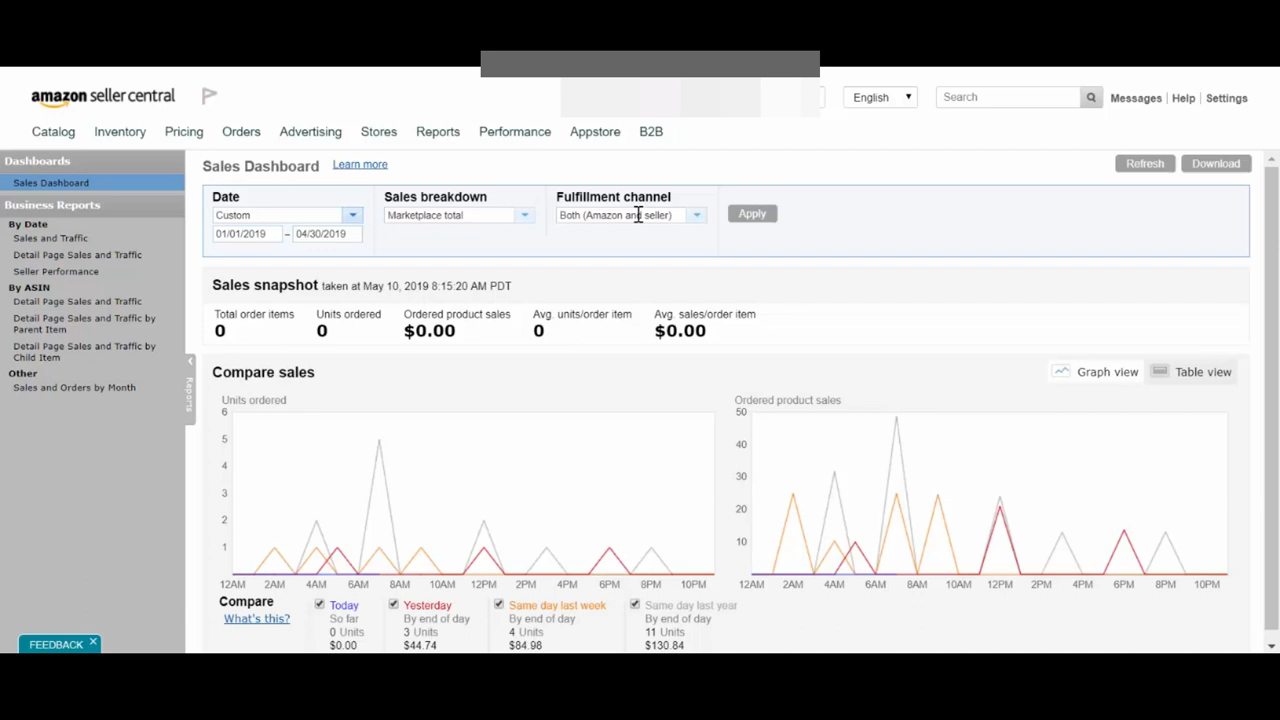 amazon seller central
English
Search
Messages | Help | Settings
Catalog Inventory Pricing Orders Advertising Stores Reports Performance Appstore B2B
Dashboards
Sales Dashboard
Business Reports
By Date
Sales and Traffic
Detail Page Sales and Traffic
Seller Performance
By ASIN
Detail Page Sales and Traffic
Detail Page Sales and Traffic by
Parent Item
Detail Page Sales and Traffic by
Child Item
Other
Sales and Orders by Month
Reports
FEEDBACK
Sales Dashboard Learn more Refresh Download
Date Sales breakdown Fulfillment channel
Custom Marketplace total Both (Amazon and seller) Apply
01/01/2019 – 04/30/2019
Sales snapshot taken at May 10, 2019 8:15:20 AM PDT
Total order items Units ordered Ordered product sales Avg. units/order item Avg. sales/order item
0 0 $0.00 0 $0.00
Compare sales Graph view Table view
Units ordered
6
5
4
3
2
1
12AM 2AM 4AM 6AM 8AM 10AM 12PM 2PM 4PM 6PM 8PM 10PM
Ordered product sales
50
40
30
20
10
12AM 2AM 4AM 6AM 8AM 10AM 12PM 2PM 4PM 6PM 8PM 10PM
Compare Today Yesterday Same day last week Same day last year
What's this? So far By end of day By end of day By end of day
0 Units 3 Units 4 Units 11 Units
$0.00 $44.74 $84.98 $130.84